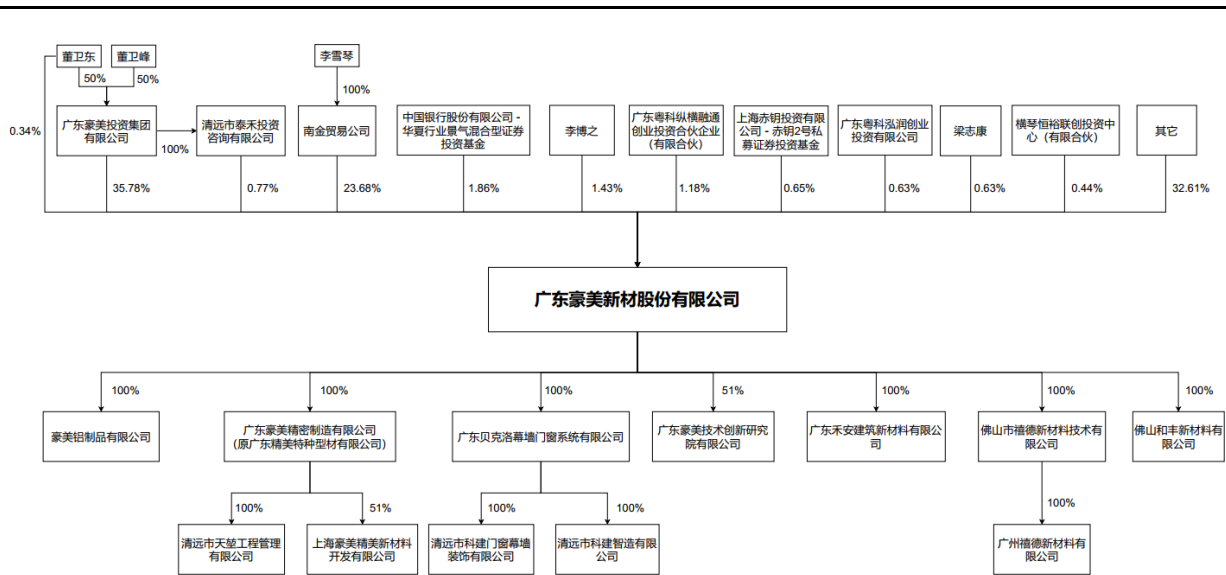 董卫东
董卫峰
李雪琴
50%
50%
100%
0.34%
广东豪美投资集团
有限公司
100%
清远市泰禾投资
咨询有限公司
南金贸易公司
中国银行股份有限公司 -
华夏行业景气混合型证券
投资基金
李博之
广东粤科纵横融通
创业投资合伙企业
（有限合伙）
上海赤钥投资有限
公司 - 赤钥2号私
募证券投资基金
广东粤科泓润创业
投资有限公司
梁志康
横琴恒裕联创投资中
心（有限合伙）
其它
35.78%
0.77%
23.68%
1.86%
1.43%
1.18%
0.65%
0.63%
0.63%
0.44%
32.61%
广东豪美新材股份有限公司
100%
100%
100%
51%
100%
100%
100%
豪美铝制品有限公司
广东豪美精密制造有限公司
（原广东精美特种型材有限公司）
广东贝克洛幕墙门窗系统有限公司
广东豪美技术创新研究
院有限公司
广东禾安建筑新材料有限公
司
佛山市禧德新材料技术有
限公司
佛山和丰新材料有
限公司
100%
51%
100%
100%
100%
清远市天堃工程管理
有限公司
上海豪美精美新材料
开发有限公司
清远市科建门窗幕墙
装饰有限公司
清远市科建智造有限
公司
广州禧德新材料有
限公司